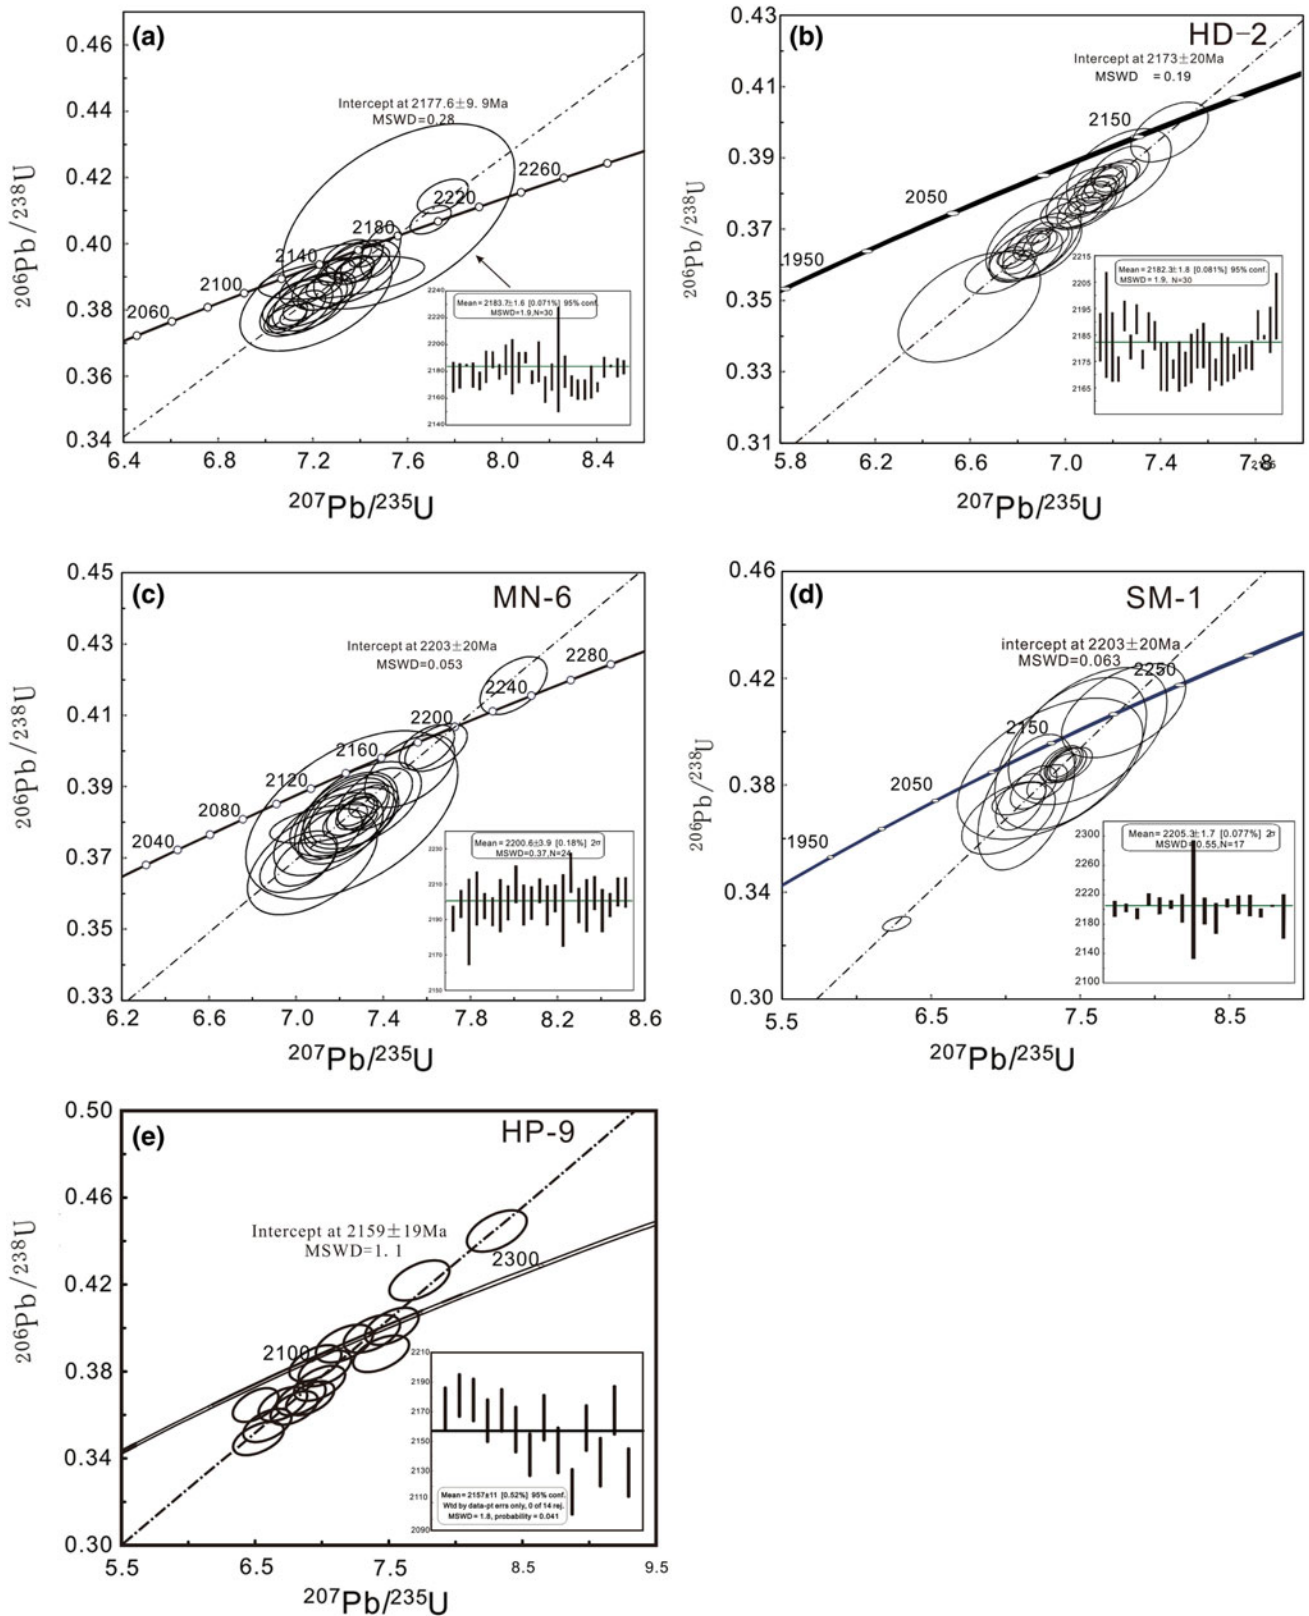 (a)
0.46
0.44
0.42
0.40
0.38
0.36
0.34
206Pb/238U
Intercept at 2177.6±9. 9Ma
MSWD=0.28
2060
2100
2140
2180
2220
2260
2240
2220
2200
2180
2160
2140
Mean=2183.7±1.6 [0.071%] 95% conf.
MSWD=1.9,N=30
6.4
6.8
7.2
7.6
8.0
8.4
207Pb/235U
(b)
HD-2
0.43
0.41
0.39
0.37
0.35
0.33
0.31
206Pb/238U
Intercept at 2173±20Ma
MSWD = 0.19
1950
2050
2150
2215
2205
2195
2185
2175
2165
Mean=2182.3±1.8 [0.081%] 95% conf.
MSWD=1.9, N=30
5.8
6.2
6.6
7.0
7.4
7.8
207Pb/235U
(c)
MN-6
0.45
0.43
0.41
0.39
0.37
0.35
0.33
206Pb/238U
Intercept at 2203±20Ma
MSWD=0.053
2040
2080
2120
2160
2200
2240
2280
2230
2210
2190
2170
2150
Mean=2200.6±3.9 [0.18%] 2σ
MSWD=0.37,N=24
6.2
6.6
7.0
7.4
7.8
8.2
8.6
207Pb/235U
(d)
SM-1
0.46
0.42
0.38
0.34
0.30
206Pb/238U
intercept at 2203±20Ma
MSWD=0.063
1950
2050
2150
2250
2300
2260
2220
2180
2140
2100
Mean=2205.3±1.7 [0.077%] 2σ
MSWD=0.55,N=17
5.5
6.5
7.5
8.5
207Pb/235U
(e)
HP-9
0.50
0.46
0.42
0.38
0.34
0.30
206Pb/238U
Intercept at 2159±19Ma
MSWD=1. 1
2100
2300
2210
2190
2170
2150
2130
2110
2090
Mean=2157±11 [0.52%] 95% conf.
Wtd by data-pt errs only, 0 of 14 rej.
MSWD = 1.8, probability = 0.041
5.5
6.5
7.5
8.5
9.5
207Pb/235U